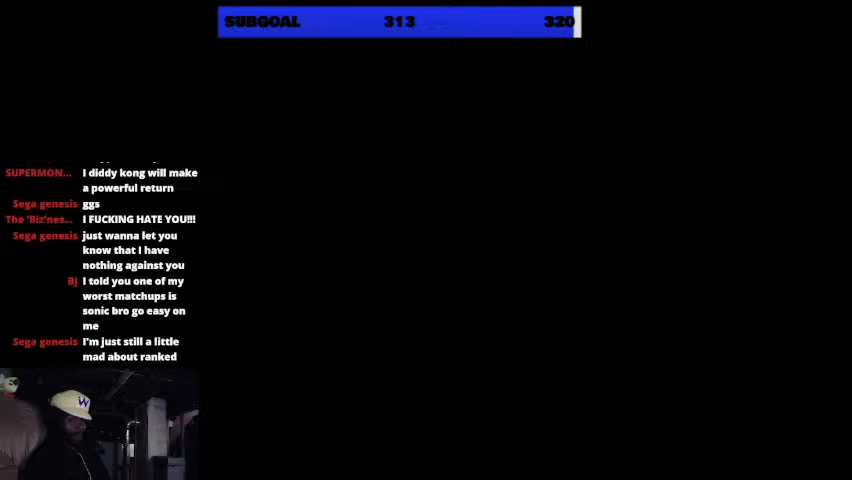 SUBGOAL 313 320
SUPERMON... I diddy kong will make
a powerful return
Sega genesis ggs
The 'Biz'nes... I FUCKING HATE YOU!!!
Sega genesis just wanna let you
know that I have
nothing against you
BJ I told you one of my
worst matchups is
sonic bro go easy on
me
Sega genesis I'm just still a little
mad about ranked
W